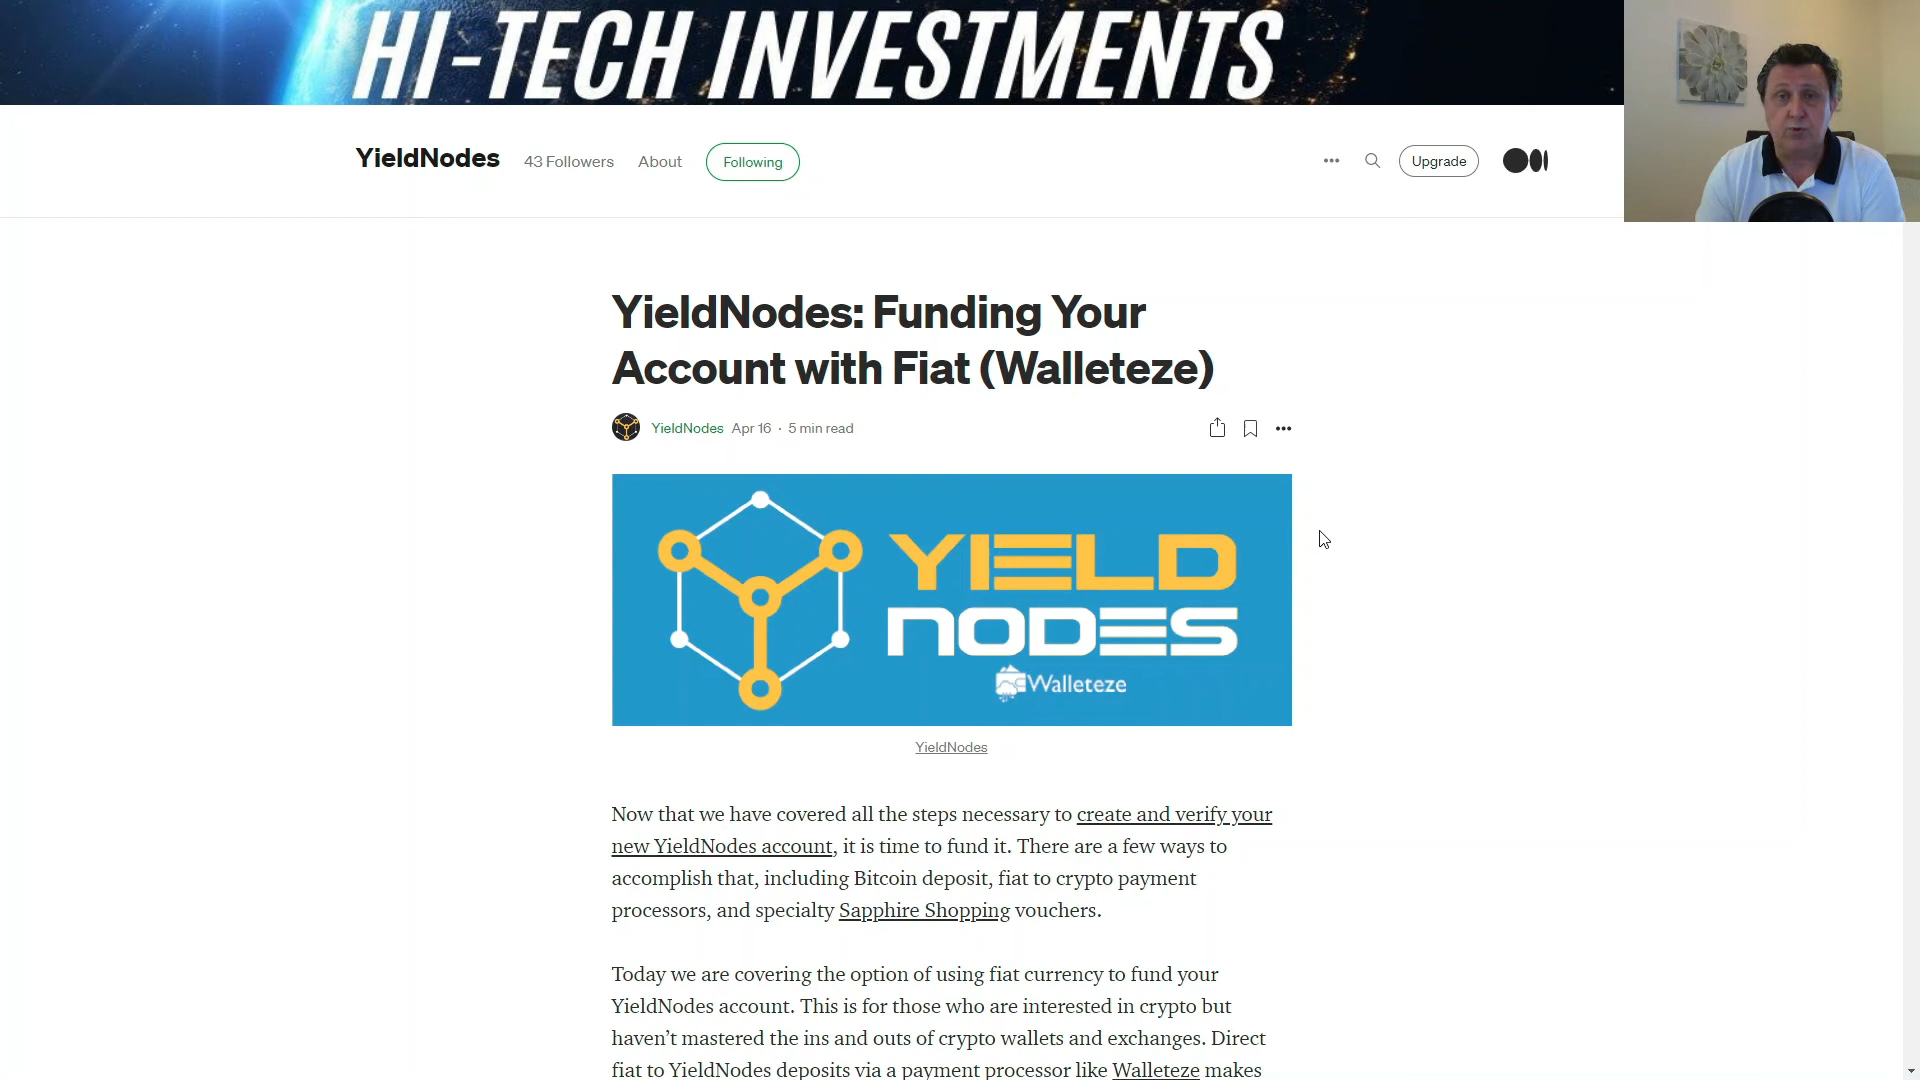 HI-TECH INVESTMENTS
YieldNodes 43 Followers About Following Upgrade
YieldNodes: Funding Your
Account with Fiat (Walleteze)
YieldNodes Apr 16 · 5 min read
YIELD
NODES
Walleteze
YieldNodes
Now that we have covered all the steps necessary to create and verify your
new YieldNodes account, it is time to fund it. There are a few ways to
accomplish that, including Bitcoin deposit, fiat to crypto payment
processors, and specialty Sapphire Shopping vouchers.
Today we are covering the option of using fiat currency to fund your
YieldNodes account. This is for those who are interested in crypto but
haven’t mastered the ins and outs of crypto wallets and exchanges. Direct
fiat to YieldNodes deposits via a payment processor like Walleteze makes